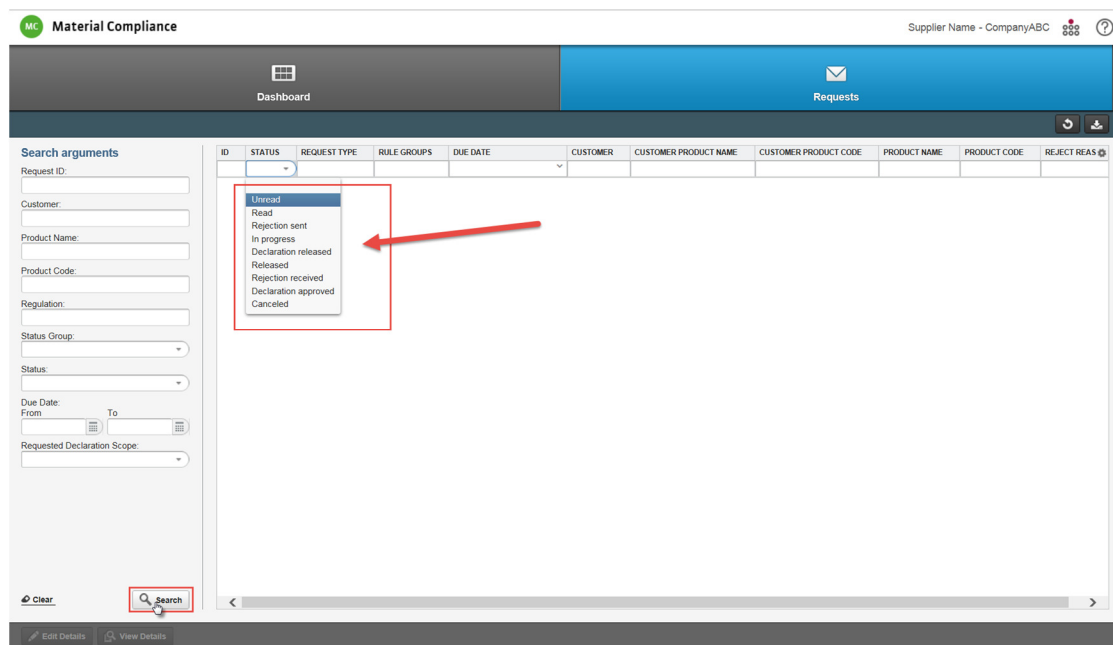 MC Material Compliance
Supplier Name - CompanyABC
Dashboard
Requests
Search arguments
Request ID:
Customer:
Product Name:
Product Code:
Regulation:
Status Group:
Status:
Due Date:
From To
Requested Declaration Scope:
Clear Search
ID STATUS REQUEST TYPE RULE GROUPS DUE DATE CUSTOMER CUSTOMER PRODUCT NAME CUSTOMER PRODUCT CODE PRODUCT NAME PRODUCT CODE REJECT REAS
Unread
Read
Rejection sent
In progress
Declaration released
Released
Rejection received
Declaration approved
Canceled
Edit Details View Details